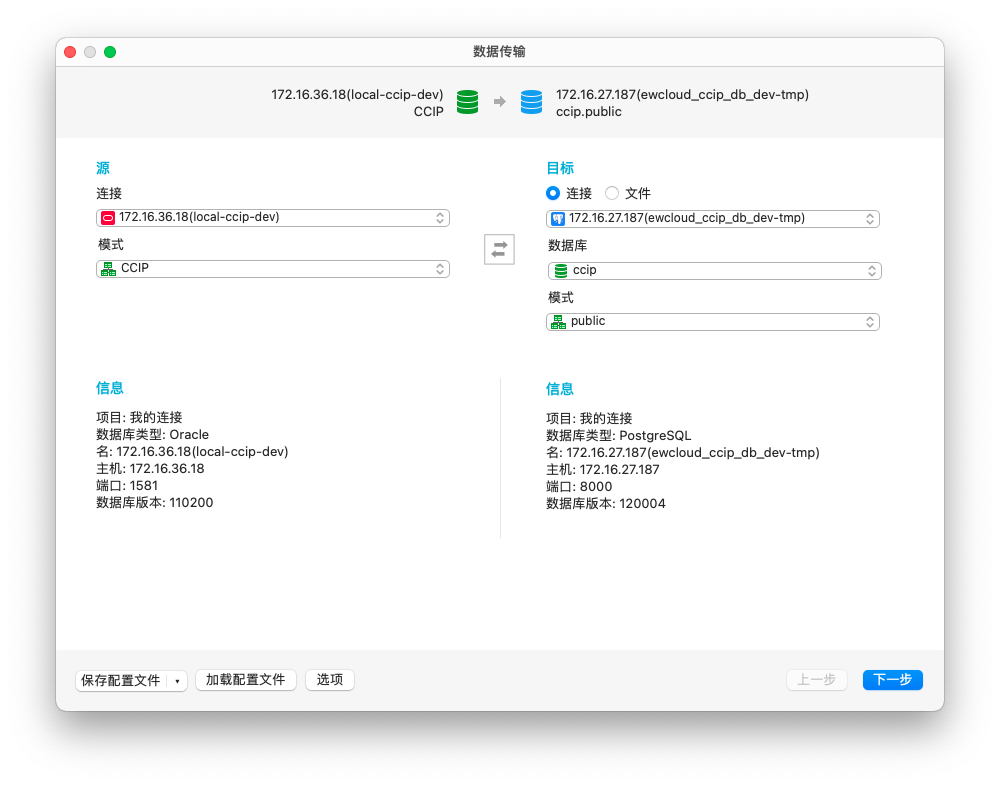 数据传输
172.16.36.18(local-ccip-dev)
CCIP
172.16.27.187(ewcloud_ccip_db_dev-tmp)
ccip.public
源
连接
172.16.36.18(local-ccip-dev)
模式
CCIP
目标
连接 文件
172.16.27.187(ewcloud_ccip_db_dev-tmp)
数据库
ccip
模式
public
信息
项目: 我的连接
数据库类型: Oracle
名: 172.16.36.18(local-ccip-dev)
主机: 172.16.36.18
端口: 1581
数据库版本: 110200
信息
项目: 我的连接
数据库类型: PostgreSQL
名: 172.16.27.187(ewcloud_ccip_db_dev-tmp)
主机: 172.16.27.187
端口: 8000
数据库版本: 120004
保存配置文件 加载配置文件 选项 上一步 下一步